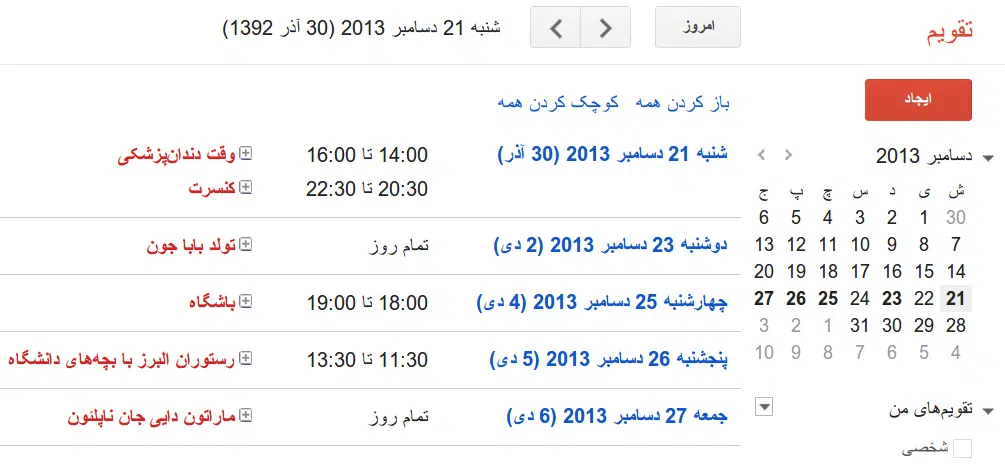 تقویم
امروز
شنبه 21 دسامبر 2013 (30 آذر 1392)
ایجاد
دسامبر 2013
ش ی د س چ پ ج
30 1 2 3 4 5 6
7 8 9 10 11 12 13
14 15 16 17 18 19 20
21 22 23 24 25 26 27
28 29 30 31 1 2 3
4 5 6 7 8 9 10
تقویم‌های من
شخصی
باز کردن همه کوچک کردن همه
شنبه 21 دسامبر 2013 (30 آذر) 14:00 تا 16:00 وقت دندان‌پزشکی
20:30 تا 22:30 کنسرت
دوشنبه 23 دسامبر 2013 (2 دی) تمام روز تولد بابا جون
چهارشنبه 25 دسامبر 2013 (4 دی) 18:00 تا 19:00 باشگاه
پنجشنبه 26 دسامبر 2013 (5 دی) 11:30 تا 13:30 رستوران البرز با بچه‌های دانشگاه
جمعه 27 دسامبر 2013 (6 دی) تمام روز ماراتون دایی جان ناپلئون